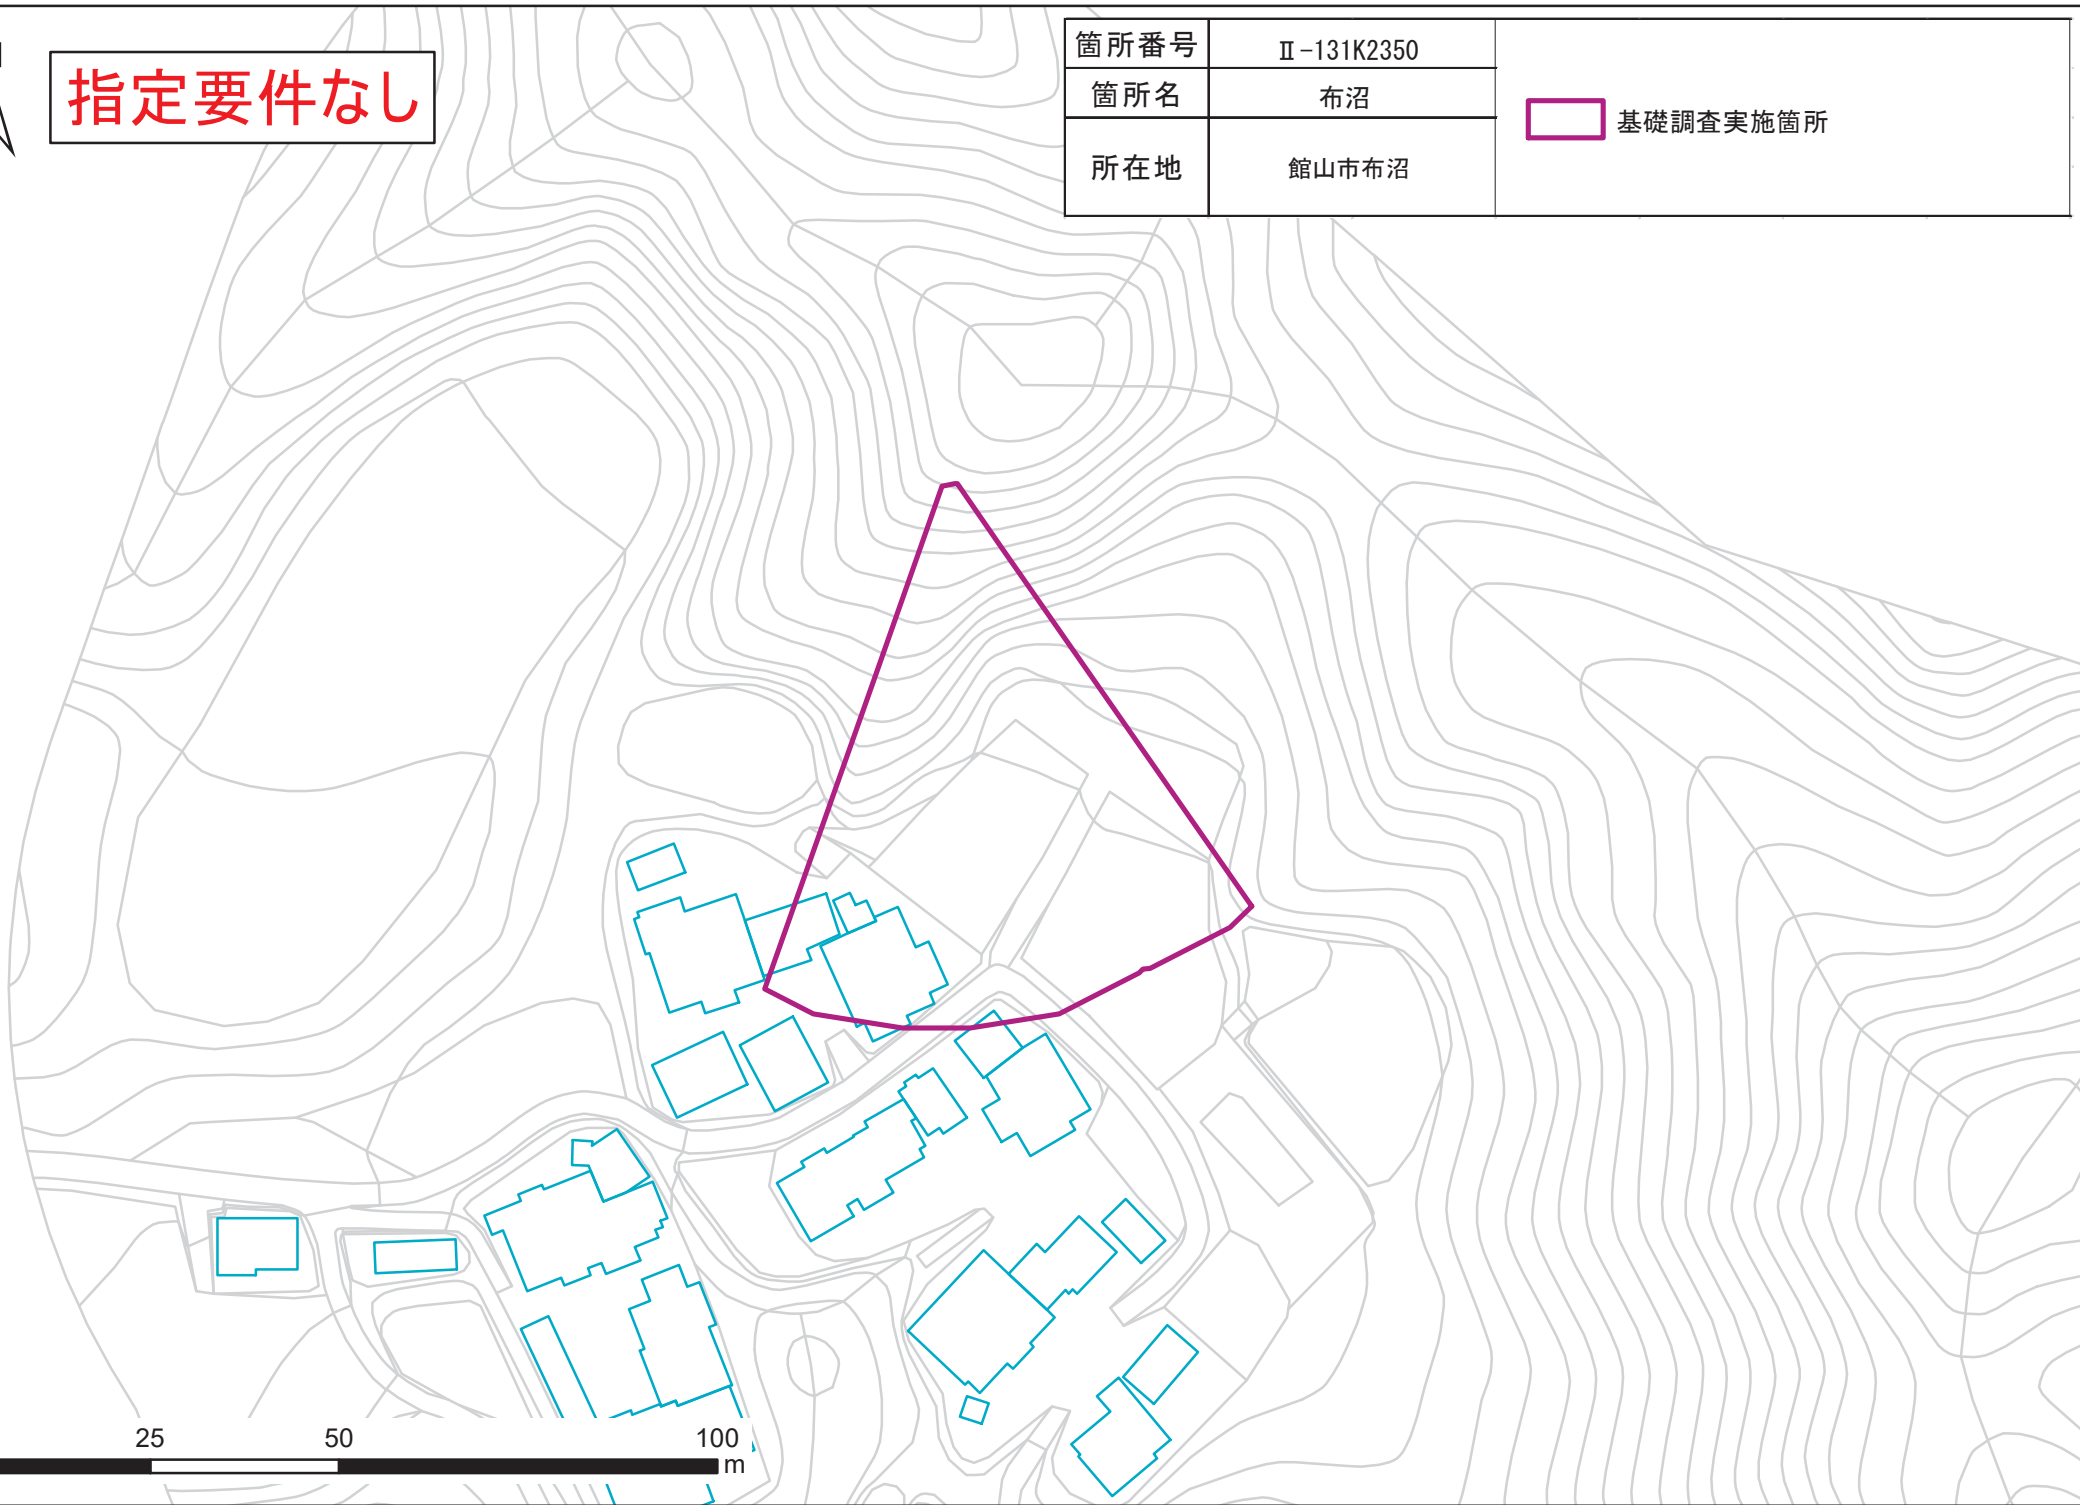 指定要件なし
箇所番号 Ⅱ-131K2350
箇所名 布沼
所在地 館山市布沼
基礎調査実施箇所
25 50 100
m